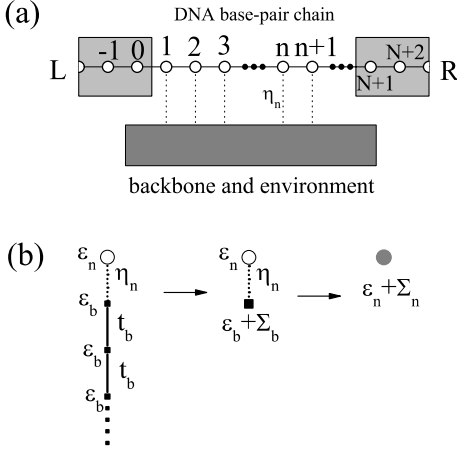 (a)
DNA base-pair chain
L -1 0 1 2 3 n n+1 N+1 N+2 R
η_n
backbone and environment
(b)
ε_n ε_n
η_n η_n ε_n+Σ_n
ε_b ε_b+Σ_b
t_b
ε_b
t_b
ε_b